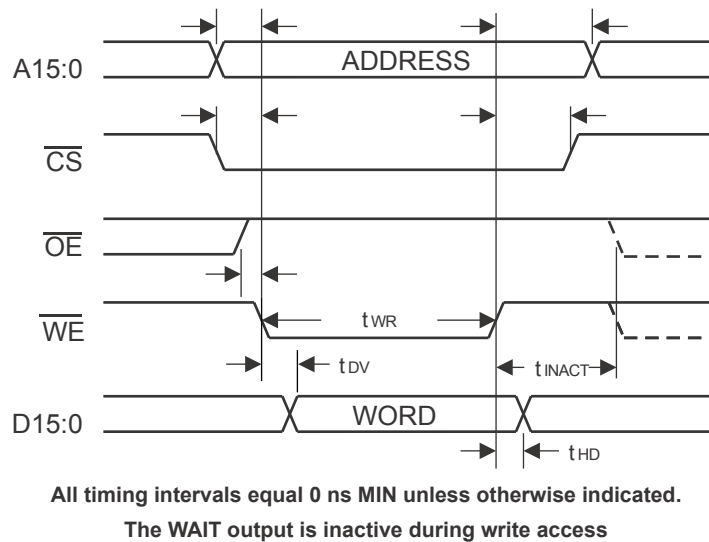 A15:0 ADDRESS
CS
OE
WE tWR
tDV tINACT
D15:0 WORD
tHD
All timing intervals equal 0 ns MIN unless otherwise indicated.
The WAIT output is inactive during write access